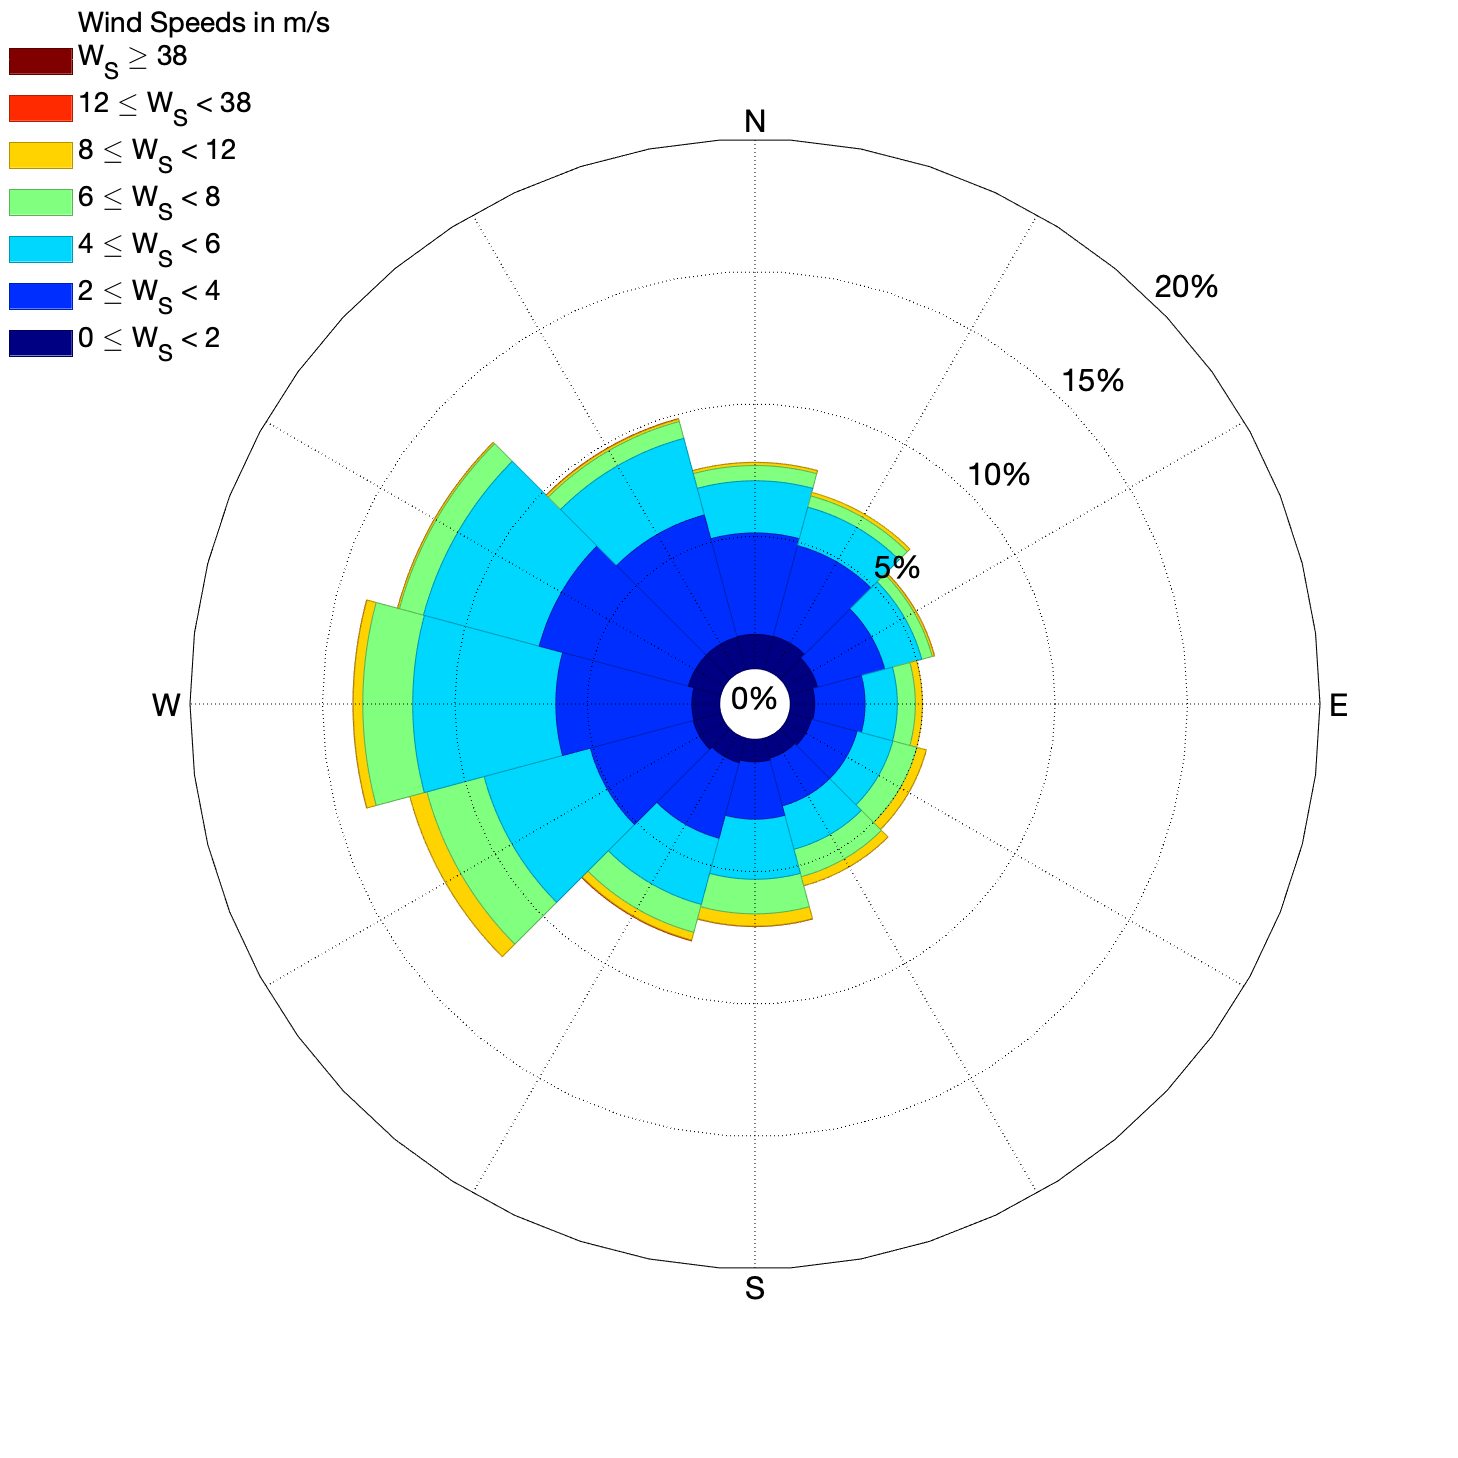 Wind Speeds in m/s
W_S ≥ 38
12 ≤ W_S < 38
8 ≤ W_S < 12
6 ≤ W_S < 8
4 ≤ W_S < 6
2 ≤ W_S < 4
0 ≤ W_S < 2
N
20%
15%
10%
5%
0%
W
E
S